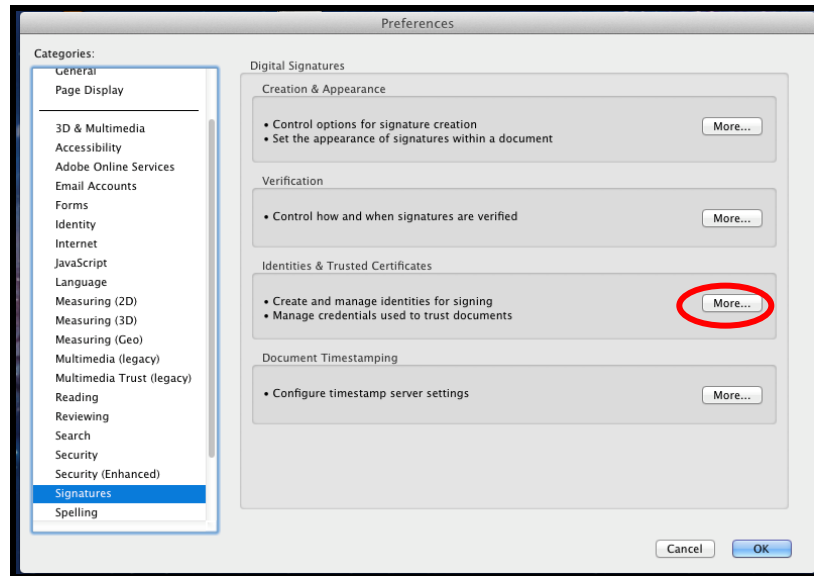 Preferences
Categories:
General
Page Display
3D & Multimedia
Accessibility
Adobe Online Services
Email Accounts
Forms
Identity
Internet
JavaScript
Language
Measuring (2D)
Measuring (3D)
Measuring (Geo)
Multimedia (legacy)
Multimedia Trust (legacy)
Reading
Reviewing
Search
Security
Security (Enhanced)
Signatures
Spelling
Digital Signatures
Creation & Appearance
• Control options for signature creation
• Set the appearance of signatures within a document
More...
Verification
• Control how and when signatures are verified
More...
Identities & Trusted Certificates
• Create and manage identities for signing
• Manage credentials used to trust documents
More...
Document Timestamping
• Configure timestamp server settings
More...
Cancel
OK